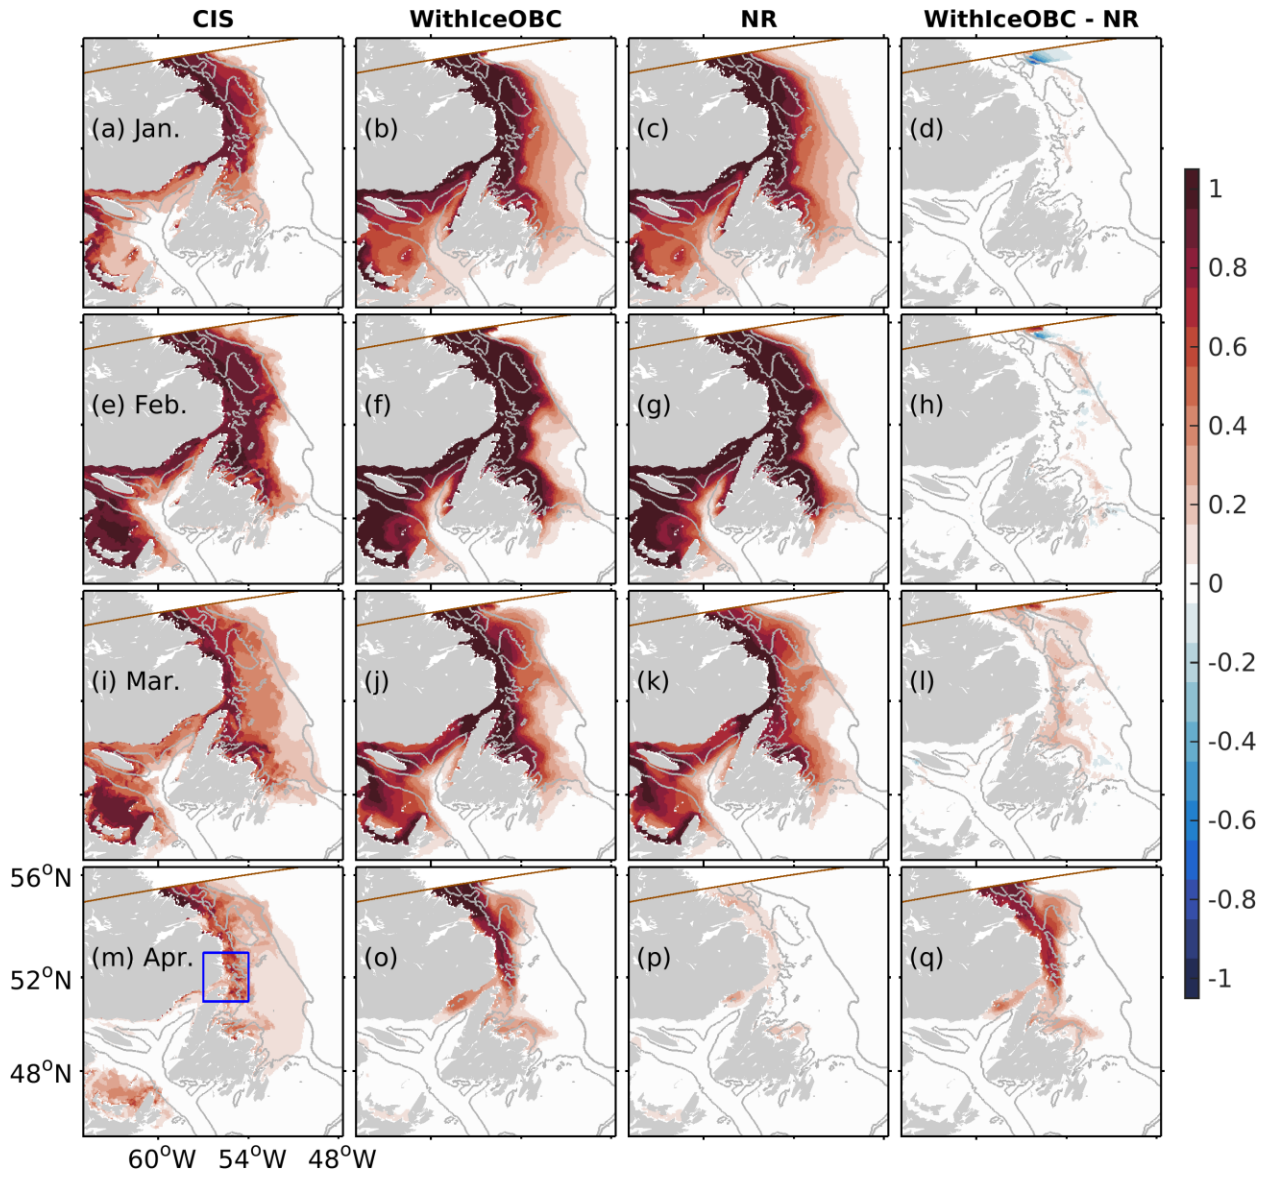 CIS WithIceOBC NR WithIceOBC - NR
(a) Jan. (b) (c) (d)
(e) Feb. (f) (g) (h)
(i) Mar. (j) (k) (l)
(m) Apr. (o) (p) (q)
56°N
52°N
48°N
60°W 54°W 48°W
1
0.8
0.6
0.4
0.2
0
-0.2
-0.4
-0.6
-0.8
-1